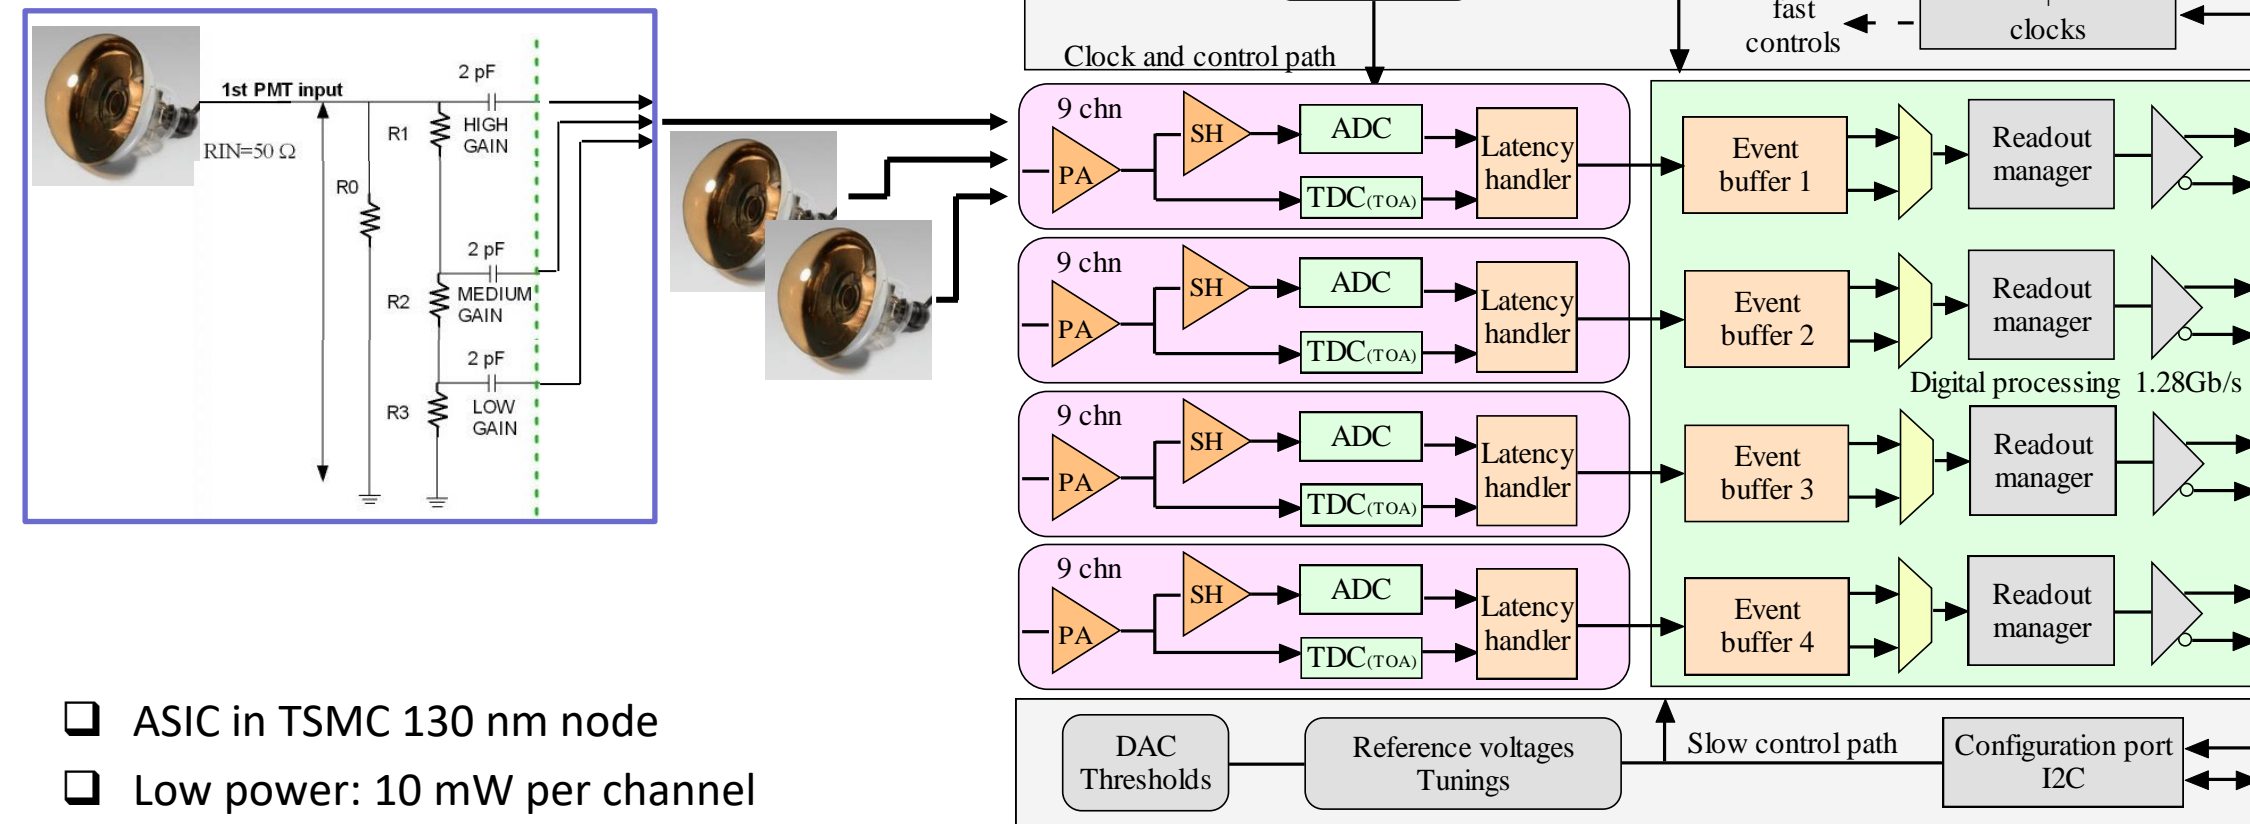 1st PMT input
RIN=50 Ω
R0
R1
2 pF
HIGH
GAIN
2 pF
R2
MEDIUM
GAIN
2 pF
R3
LOW
GAIN
fast
controls
clocks
Clock and control path
9 chn
PA
SH
ADC
TDC(TOA)
Latency
handler
Event
buffer 1
Readout
manager
9 chn
PA
SH
ADC
TDC(TOA)
Latency
handler
Event
buffer 2
Readout
manager
Digital processing 1.28Gb/s
9 chn
PA
SH
ADC
TDC(TOA)
Latency
handler
Event
buffer 3
Readout
manager
9 chn
PA
SH
ADC
TDC(TOA)
Latency
handler
Event
buffer 4
Readout
manager
DAC
Thresholds
Reference voltages
Tunings
Slow control path
Configuration port
I2C
ASIC in TSMC 130 nm node
Low power: 10 mW per channel